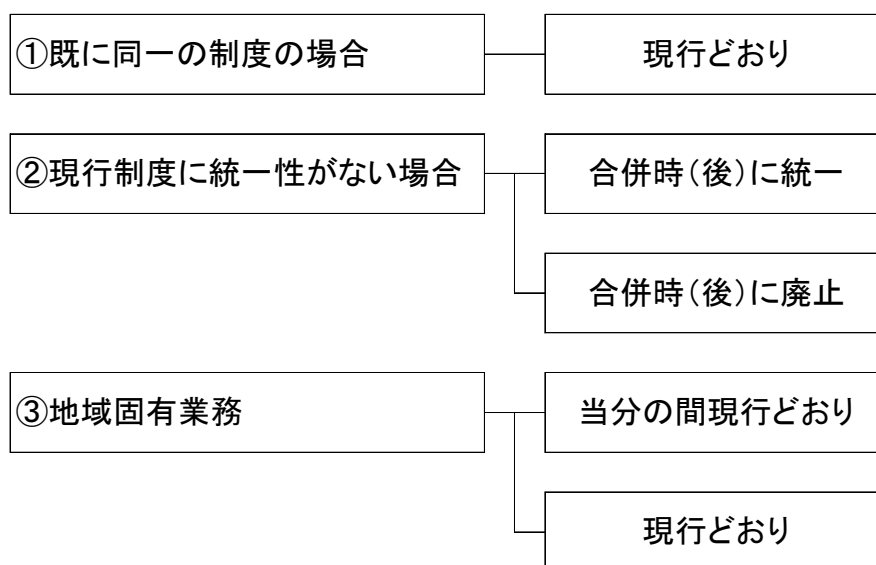 ①既に同一の制度の場合
現行どおり
②現行制度に統一性がない場合
合併時（後）に統一
合併時（後）に廃止
③地域固有業務
当分の間現行どおり
現行どおり